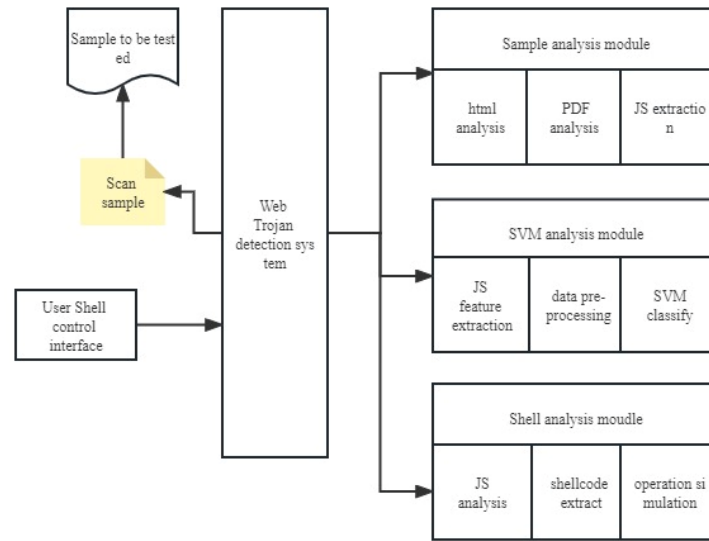 Sample to be test
ed
Scan
sample
User Shell
control
interface
Web
Trojan
detection sys
tem
Sample analysis module
html
analysis
PDF
analysis
JS extractio
n
SVM analysis module
JS
feature
extraction
data pre-
processing
SVM
classify
Shell analysis moudle
JS
analysis
shellcode
extract
operation si
mulation